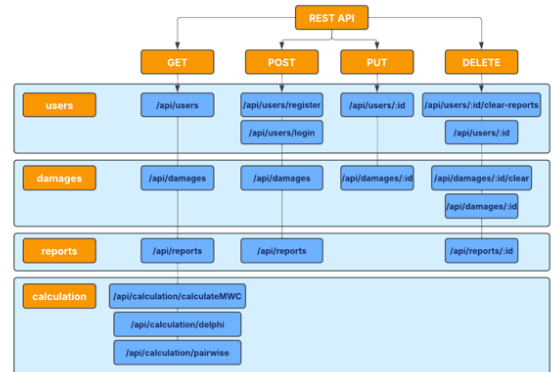 REST API
GET
POST
PUT
DELETE
users
/api/users
/api/users/register
/api/users/:id
/api/users/:id/clear-reports
/api/users/login
/api/users/:id
damages
/api/damages
/api/damages
/api/damages/:id
/api/damages/:id/clear
/api/damages/:id
reports
/api/reports
/api/reports
/api/reports/:id
calculation
/api/calculation/calculateMWC
/api/calculation/delphi
/api/calculation/pairwise